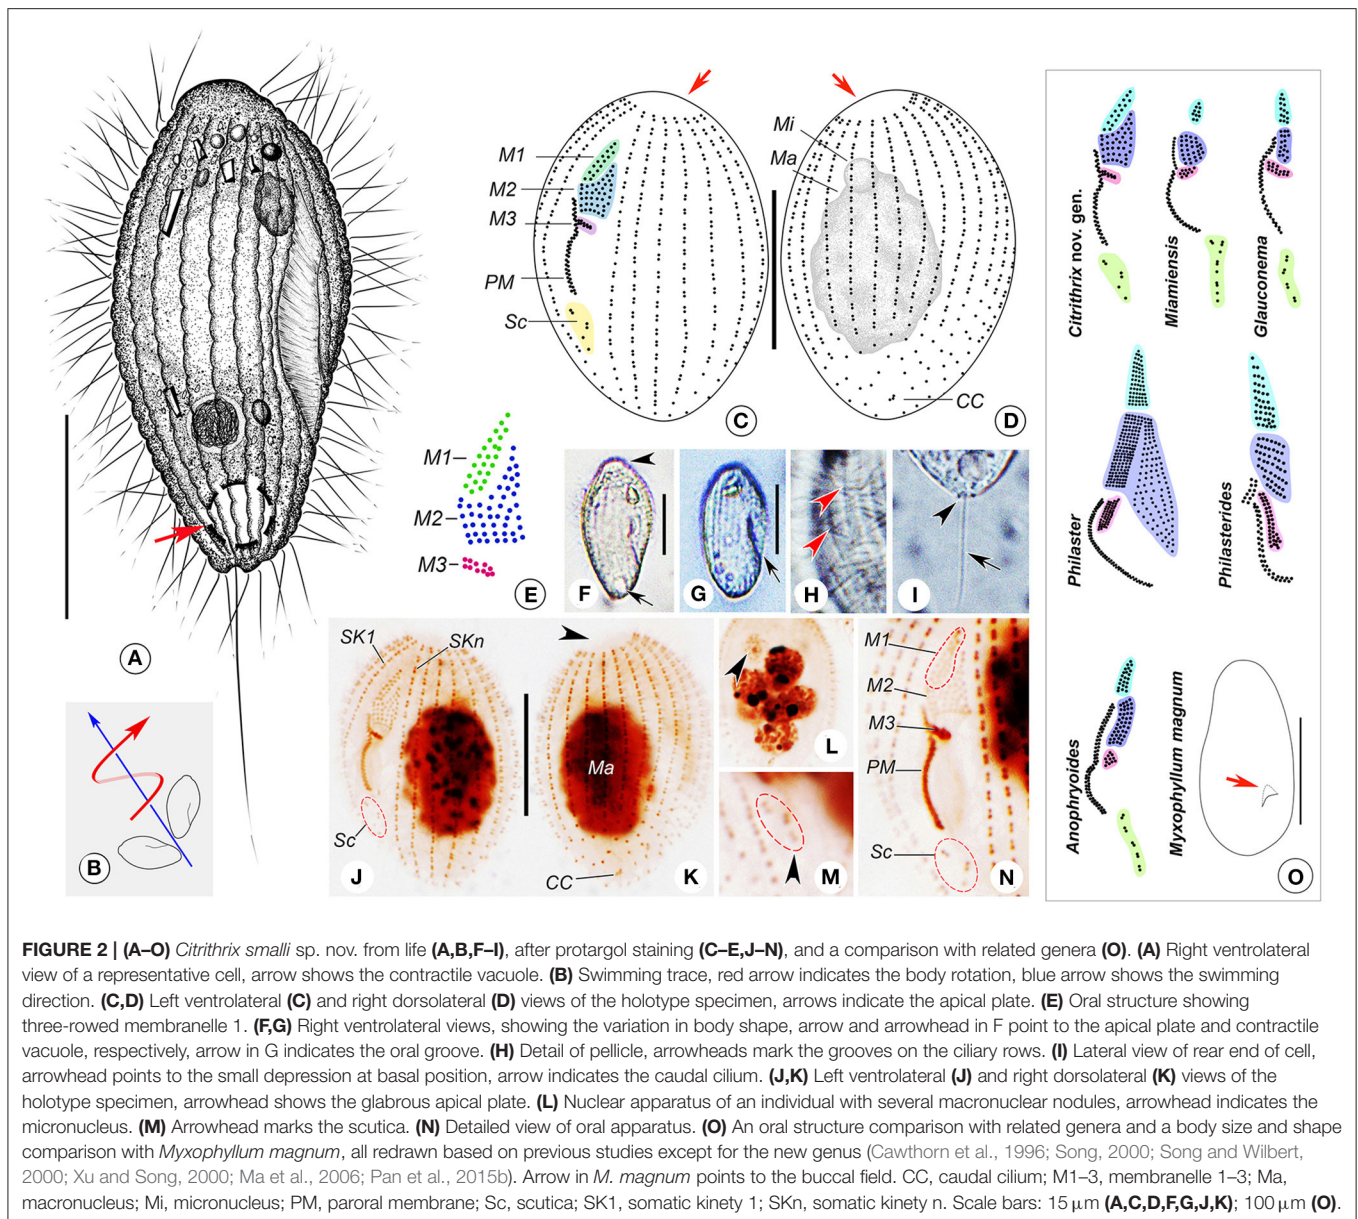 M1
M2
M3
PM
Sc
Mi
Ma
CC
C
D
A
B
M1
M2
M3
E
F
G
H
I
SK1
SKn
Sc
J
Ma
CC
K
L
M
M1
M2
M3
PM
Sc
N
Citrithrix nov. gen.
Miamiensis
Glauconema
Philaster
Philasterides
Anophryoides
Myxophyllum magnum
O
FIGURE 2 | (A–O) Citrithrix smalli sp. nov. from life (A,B,F–I), after protargol staining (C–E,J–N), and a comparison with related genera (O). (A) Right ventrolateral
view of a representative cell, arrow shows the contractile vacuole. (B) Swimming trace, red arrow indicates the body rotation, blue arrow shows the swimming
direction. (C,D) Left ventrolateral (C) and right dorsolateral (D) views of the holotype specimen, arrows indicate the apical plate. (E) Oral structure showing
three-rowed membranelle 1. (F,G) Right ventrolateral views, showing the variation in body shape, arrow and arrowhead in F point to the apical plate and contractile
vacuole, respectively, arrow in G indicates the oral groove. (H) Detail of pellicle, arrowheads mark the grooves on the ciliary rows. (I) Lateral view of rear end of cell,
arrowhead points to the small depression at basal position, arrow indicates the caudal cilium. (J,K) Left ventrolateral (J) and right dorsolateral (K) views of the
holotype specimen, arrowhead shows the glabrous apical plate. (L) Nuclear apparatus of an individual with several macronuclear nodules, arrowhead indicates the
micronucleus. (M) Arrowhead marks the scutica. (N) Detailed view of oral apparatus. (O) An oral structure comparison with related genera and a body size and shape
comparison with Myxophyllum magnum, all redrawn based on previous studies except for the new genus (Cawthorn et al., 1996; Song, 2000; Song and Wilbert,
2000; Xu and Song, 2000; Ma et al., 2006; Pan et al., 2015b). Arrow in M. magnum points to the buccal field. CC, caudal cilium; M1–3, membranelle 1–3; Ma,
macronucleus; Mi, micronucleus; PM, paroral membrane; Sc, scutica; SK1, somatic kinety 1; SKn, somatic kinety n. Scale bars: 15 μm (A,C,D,F,G,J,K); 100 μm (O).